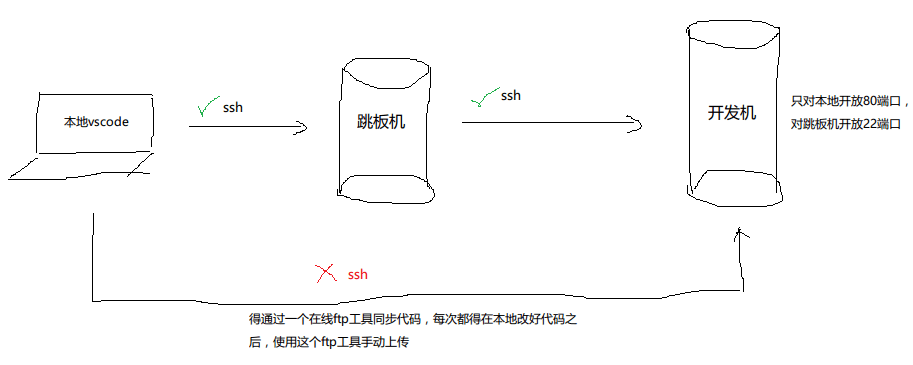 本地vscode
ssh
跳板机
ssh
开发机
只对本地开放80端口，
对跳板机开放22端口
ssh
得通过一个在线ftp工具同步代码，每次都得在本地改好代码之
后，使用这个ftp工具手动上传